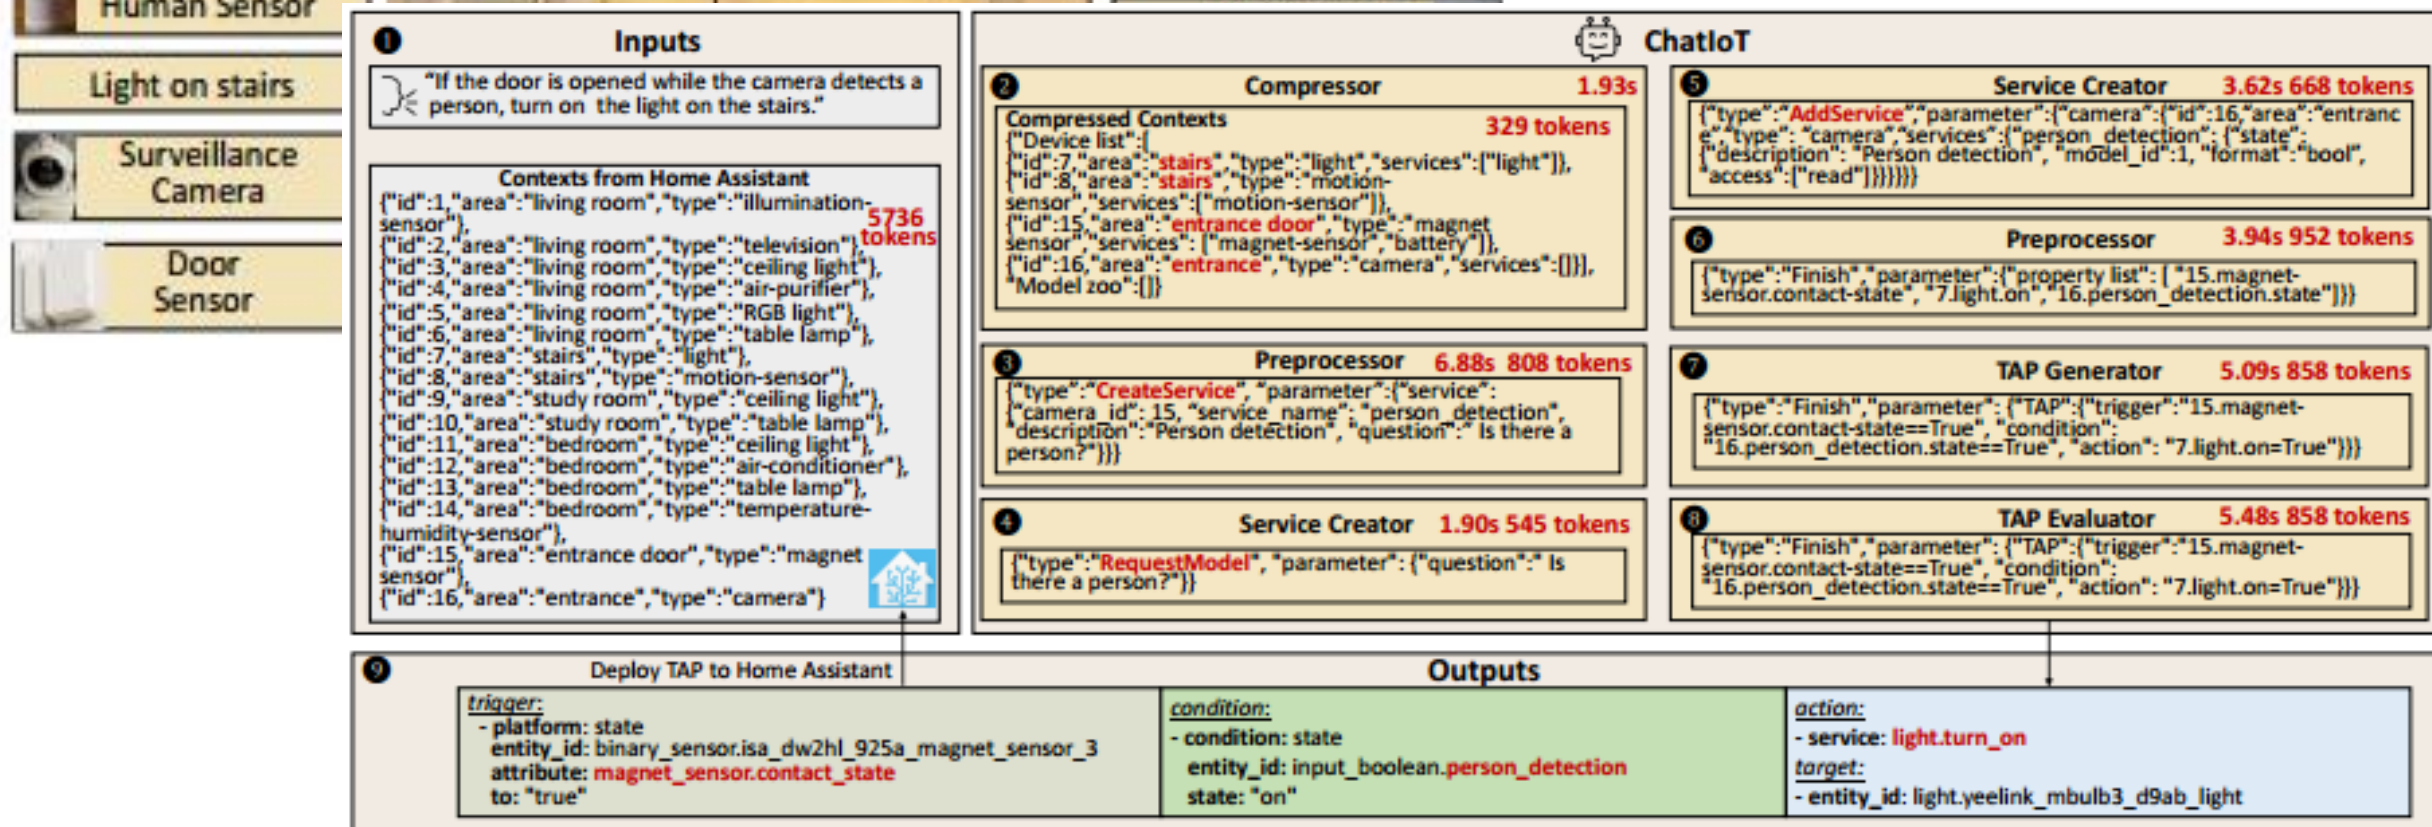 Human Sensor
Light on stairs
Surveillance
Camera
Door
Sensor
❶ Inputs
"If the door is opened while the camera detects a
person, turn on the light on the stairs."
Contexts from Home Assistant
{"id":1,"area":"living room","type":"illumination-
sensor"},
5736
tokens
{"id":2,"area":"living room","type":"television"},
{"id":3,"area":"living room","type":"ceiling light"},
{"id":4,"area":"living room","type":"air-purifier"},
{"id":5,"area":"living room","type":"RGB light"},
{"id":6,"area":"living room","type":"table lamp"},
{"id":7,"area":"stairs","type":"light"},
{"id":8,"area":"stairs","type":"motion-sensor"},
{"id":9,"area":"study room","type":"ceiling light"},
{"id":10,"area":"study room","type":"table lamp"},
{"id":11,"area":"bedroom","type":"ceiling light"},
{"id":12,"area":"bedroom","type":"air-conditioner"},
{"id":13,"area":"bedroom","type":"table lamp"},
{"id":14,"area":"bedroom","type":"temperature-
humidity-sensor"},
{"id":15,"area":"entrance door","type":"magnet
sensor"},
{"id":16,"area":"entrance","type":"camera"}
ChatIoT
❷ Compressor 1.93s
Compressed Contexts 329 tokens
{"Device list":[
{"id":7,"area":"stairs","type":"light","services":["light"]},
{"id":8,"area":"stairs","type":"motion-
sensor","services":["motion-sensor"]},
{"id":15,"area":"entrance door","type":"magnet
sensor","services": ["magnet-sensor","battery"]},
{"id":16,"area":"entrance","type":"camera","services":[]}],
"Model zoo":[]}
❸ Preprocessor 6.88s 808 tokens
{"type":"CreateService", "parameter":{"service":
{"camera_id": 15, "service_name": "person_detection",
"description":"Person detection", "question":" Is there a
person?"}}}
❹ Service Creator 1.90s 545 tokens
{"type":"RequestModel", "parameter": {"question":" Is
there a person?"}}
❺ Service Creator 3.62s 668 tokens
{"type":"AddService","parameter":{"camera":{"id":16,"area":"entranc
e","type": "camera","services":{"person_detection": {"state":
{"description": "Person detection", "model_id":1, "format":"bool",
"access":["read"]}}}}}}
❻ Preprocessor 3.94s 952 tokens
{"type":"Finish","parameter":{"property list": [ "15.magnet-
sensor.contact-state", "7.light.on","16.person_detection.state"]}}
❼ TAP Generator 5.09s 858 tokens
{"type":"Finish","parameter": {"TAP":{"trigger":"15.magnet-
sensor.contact-state==True", "condition":
"16.person_detection.state==True", "action": "7.light.on=True"}}}
❽ TAP Evaluator 5.48s 858 tokens
{"type":"Finish","parameter": {"TAP":{"trigger":"15.magnet-
sensor.contact-state==True", "condition":
"16.person_detection.state==True", "action": "7.light.on=True"}}}
❾ Deploy TAP to Home Assistant
Outputs
trigger:
- platform: state
entity_id: binary_sensor.isa_dw2hl_925a_magnet_sensor_3
attribute: magnet_sensor.contact_state
to: "true"
condition:
- condition: state
entity_id: input_boolean.person_detection
state: "on"
action:
- service: light.turn_on
target:
- entity_id: light.yeelink_mbulb3_d9ab_light